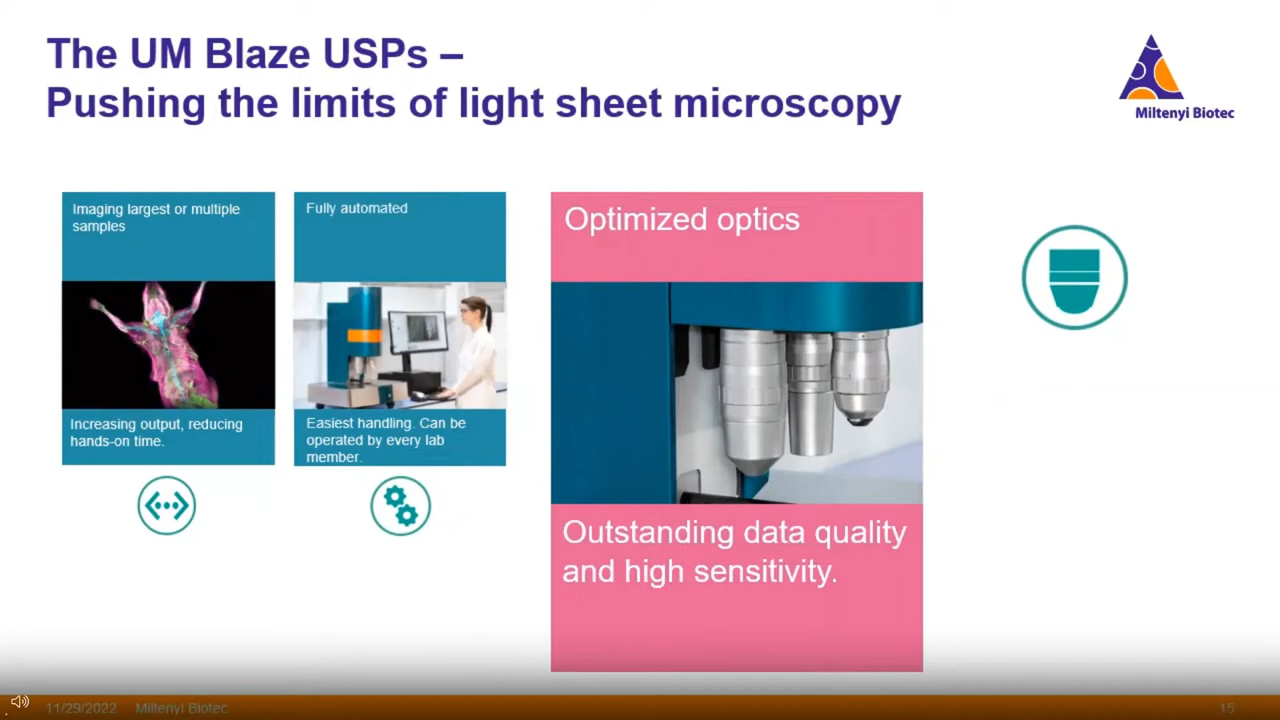 The UM Blaze USPs –
Pushing the limits of light sheet microscopy
Miltenyi Biotec
Imaging largest or multiple
samples
Increasing output, reducing
hands-on time.
Fully automated
Easiest handling. Can be
operated by every lab
member.
Optimized optics
Outstanding data quality
and high sensitivity.
11/29/2022 Miltenyi Biotec
15